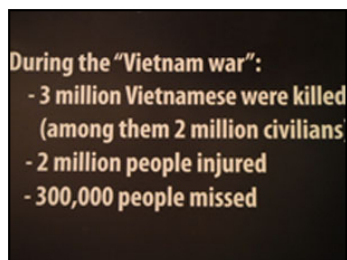 During the “Vietnam war”:
- 3 million Vietnamese were killed
(among them 2 million civilians
- 2 million people injured
- 300,000 people missed